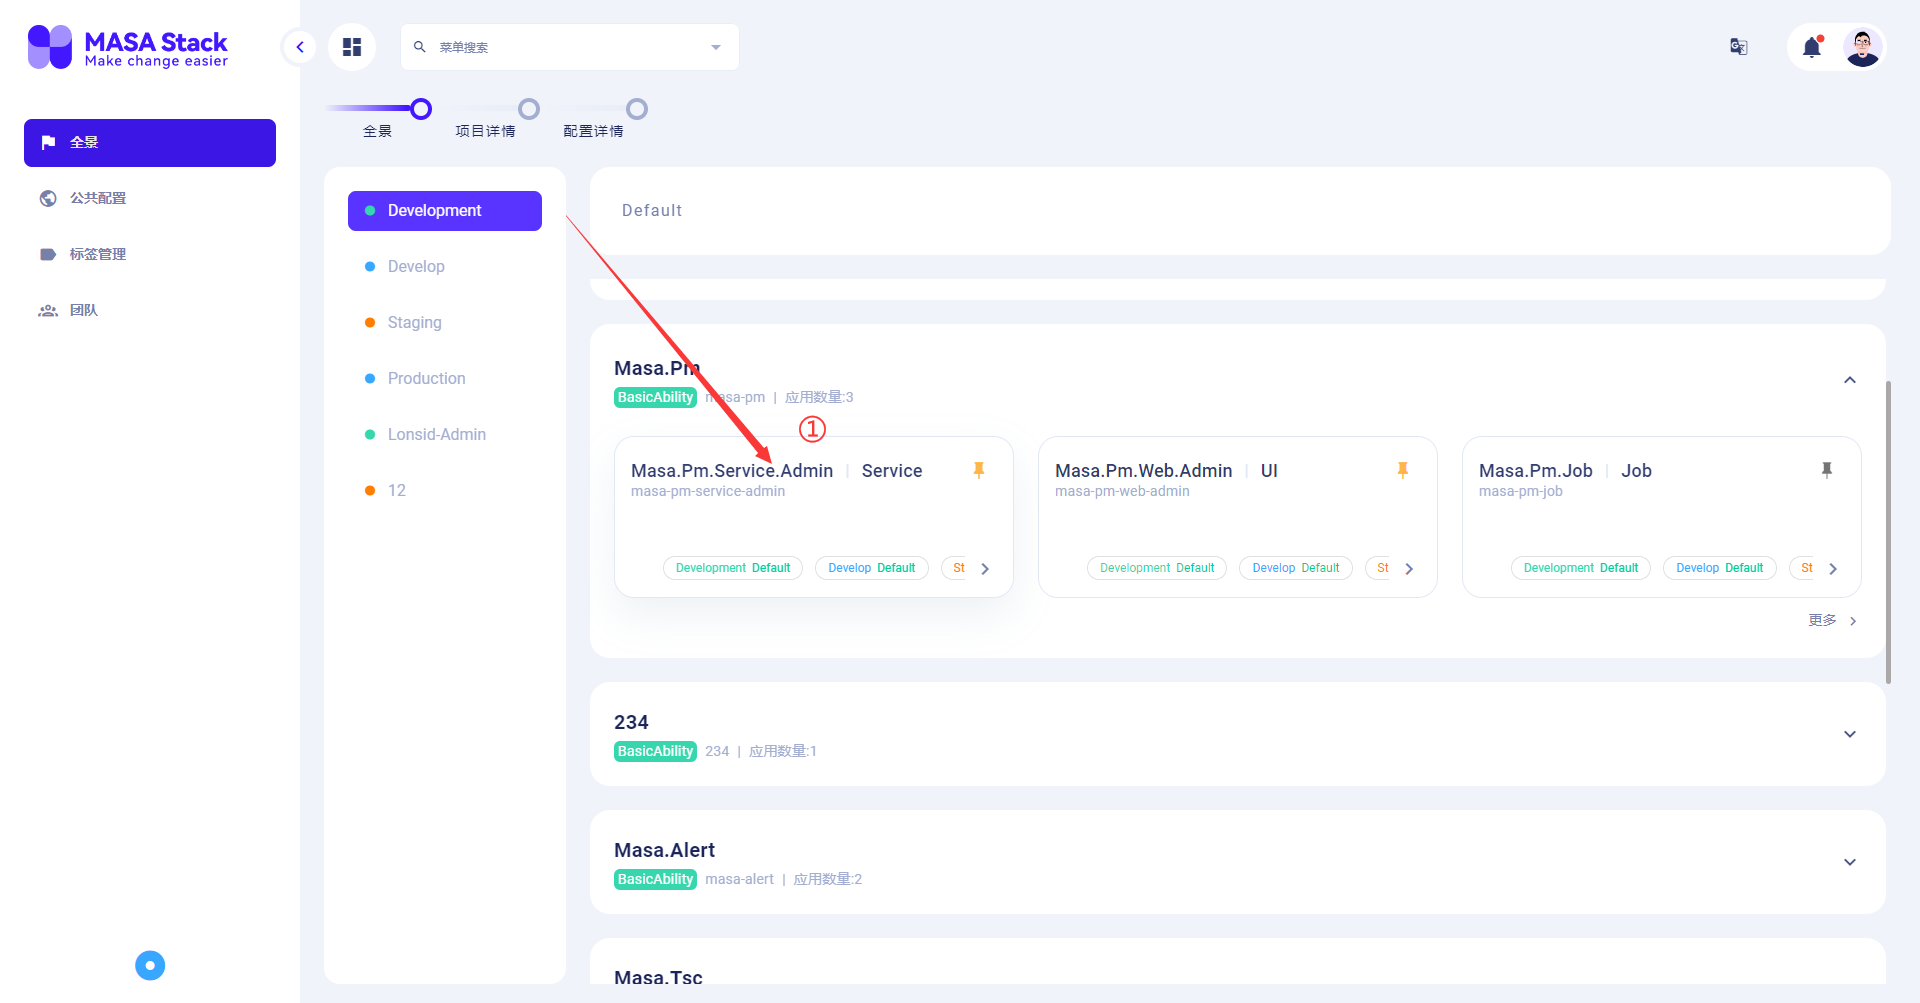 MASA Stack
Make change easier
菜单搜索
全景
公共配置
标签管理
团队
全景
项目详情
配置详情
Development
Develop
Staging
Production
Lonsid-Admin
12
Default
Masa.Pm
BasicAbility masa-pm | 应用数量:3
①
Masa.Pm.Service.Admin | Service
masa-pm-service-admin
Development Default
Develop Default
St
Masa.Pm.Web.Admin | UI
masa-pm-web-admin
Development Default
Develop Default
St
Masa.Pm.Job | Job
masa-pm-job
Development Default
Develop Default
St
更多
234
BasicAbility 234 | 应用数量:1
Masa.Alert
BasicAbility masa-alert | 应用数量:2
Masa.Tsc